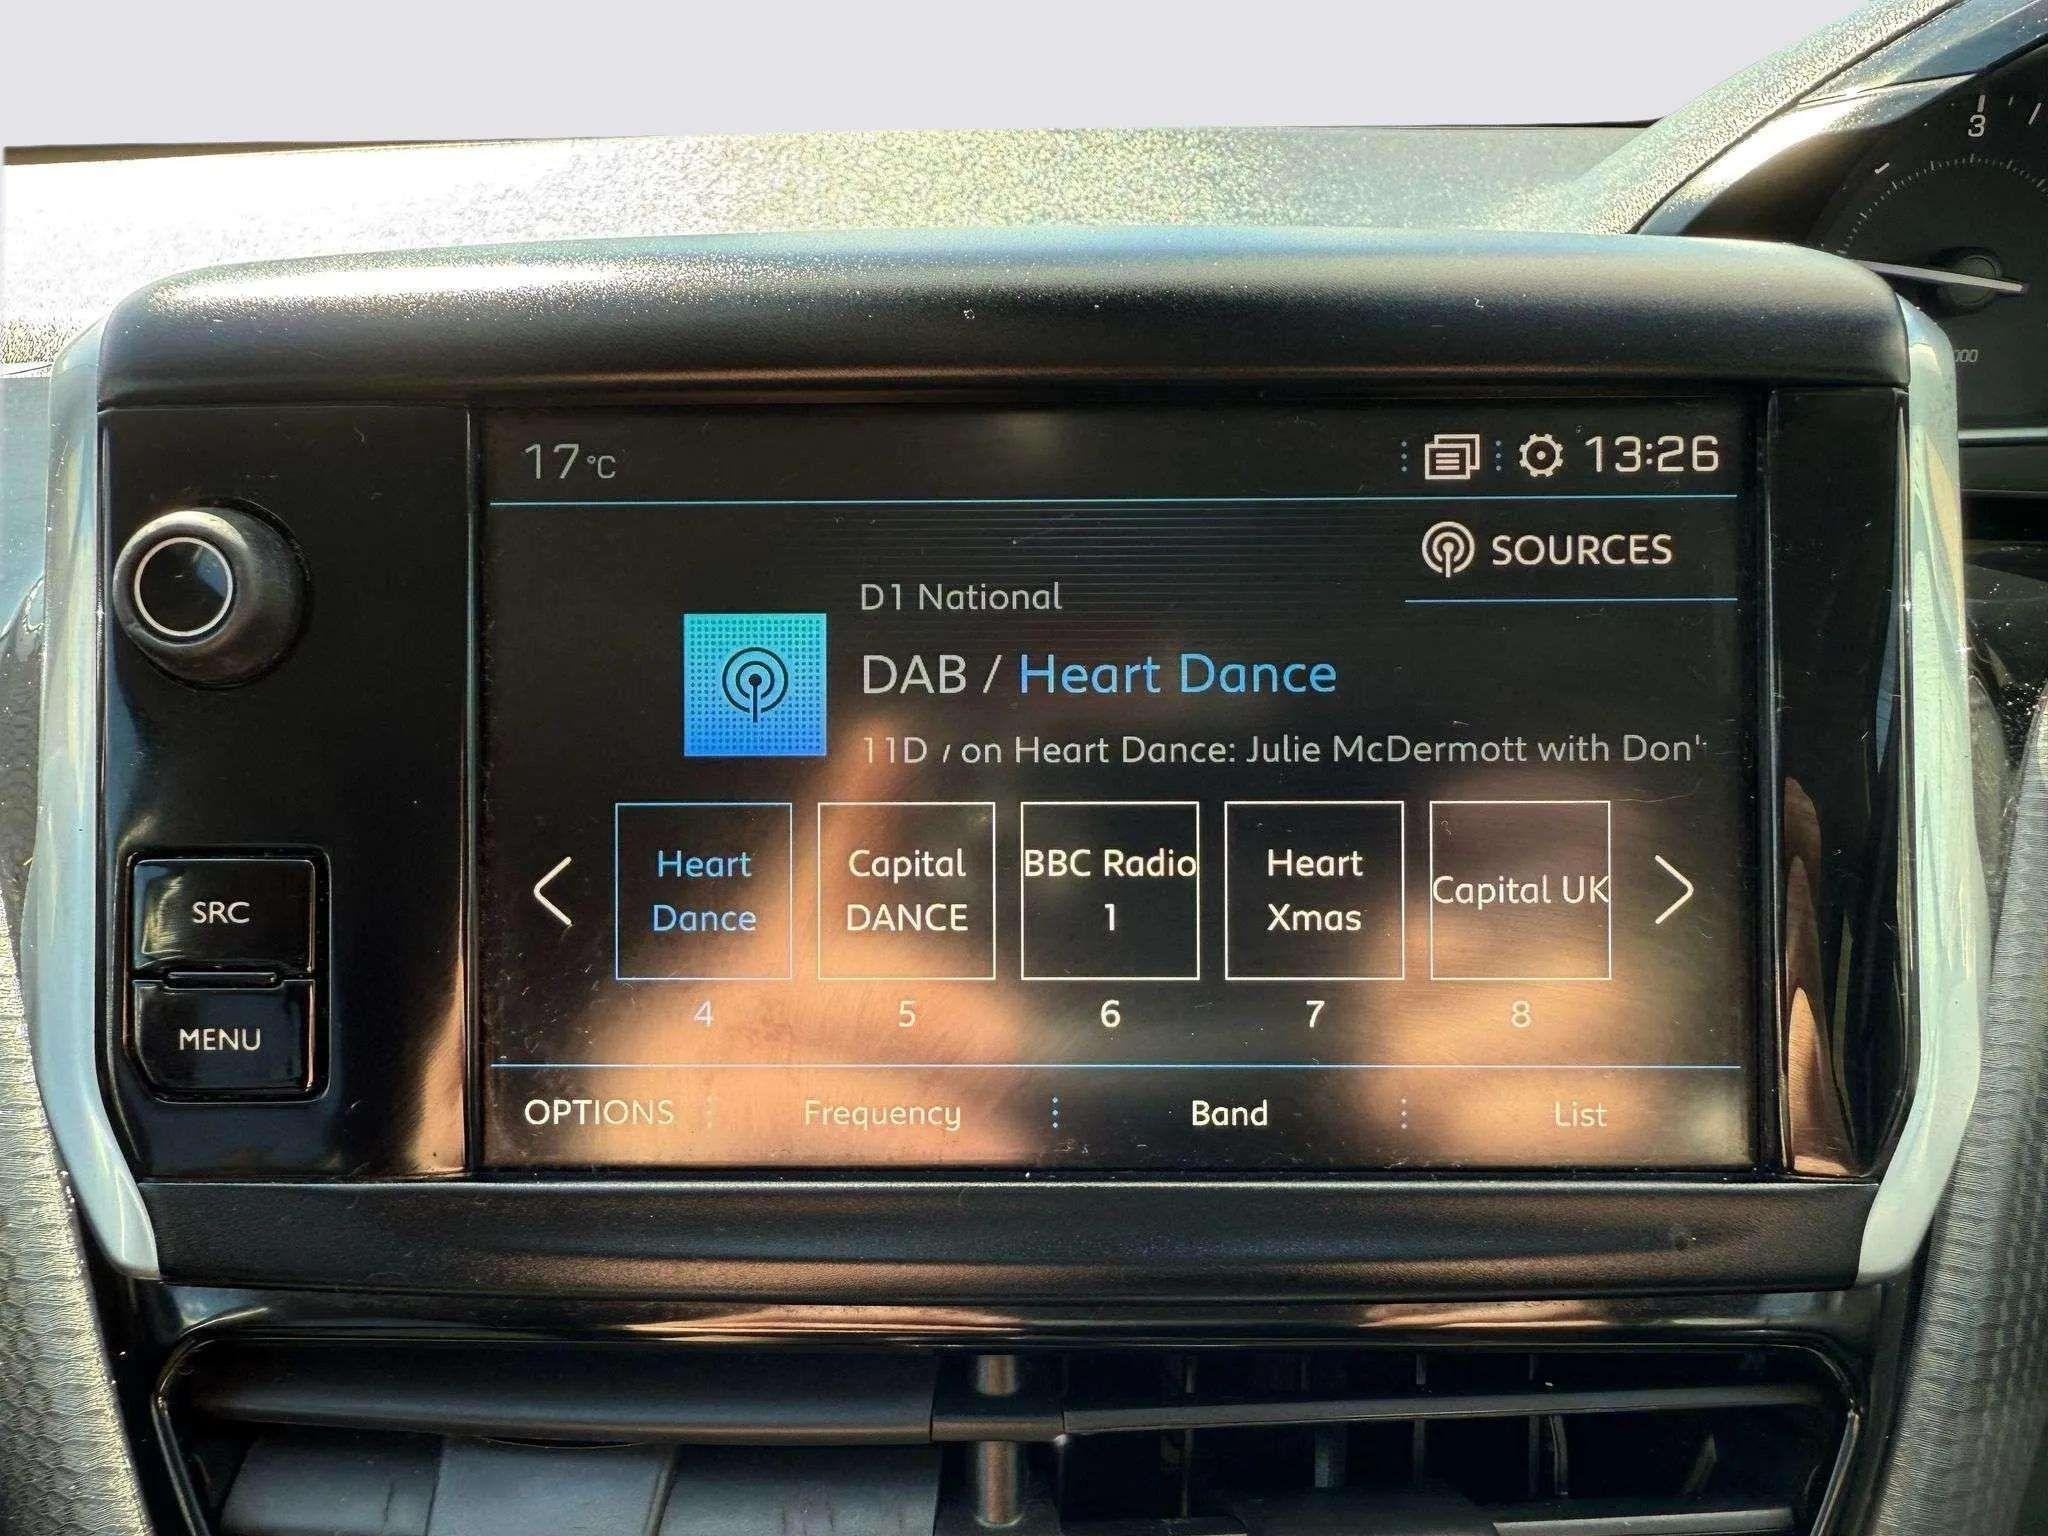 3
000
17 °C
13:26
SOURCES
D1 National
DAB / Heart Dance
11D / on Heart Dance: Julie McDermott with Don'
Heart
Dance
Capital
DANCE
BBC Radio
1
Heart
Xmas
Capital UK
4 5 6 7 8
SRC
MENU
OPTIONS Frequency Band List